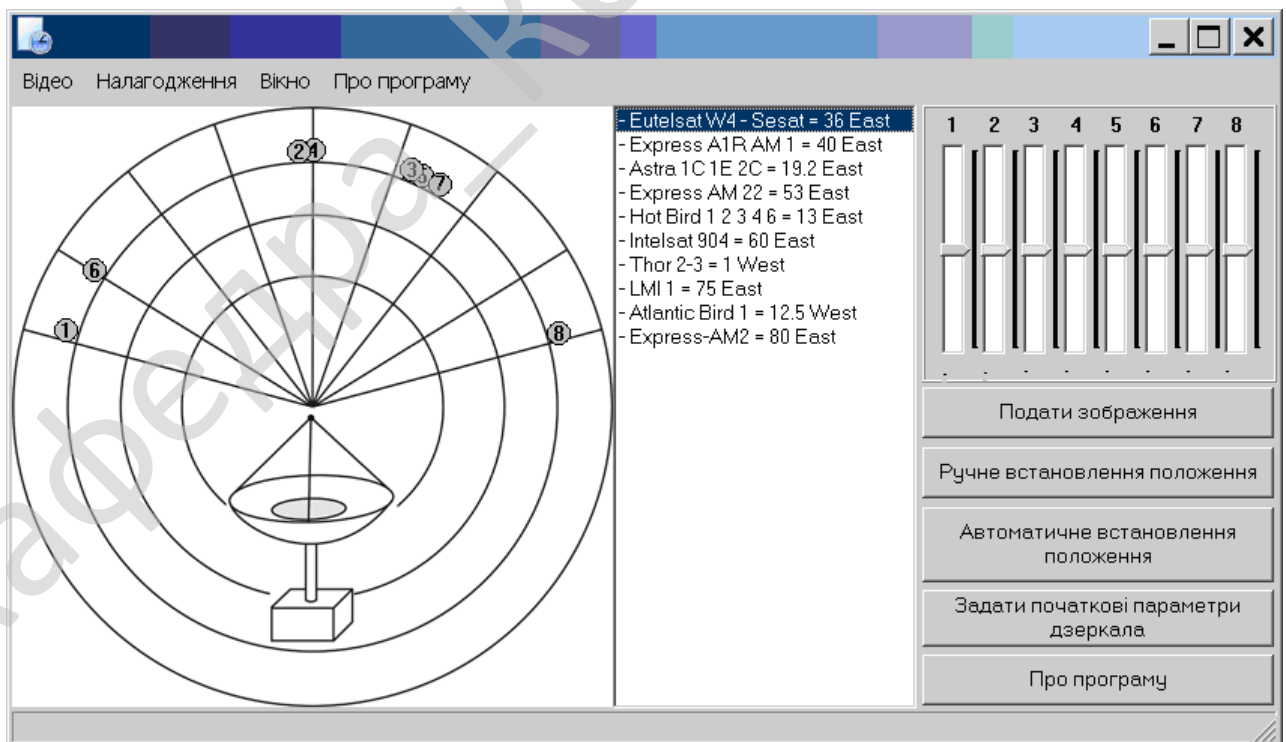 Відео Налагодження Вікно Про програму
2 4
3 5 7
6
1
8
- Eutelsat W4 - Sesat = 36 East
- Express A1R AM 1 = 40 East
- Astra 1C 1E 2C = 19.2 East
- Express AM 22 = 53 East
- Hot Bird 1 2 3 4 6 = 13 East
- Intelsat 904 = 60 East
- Thor 2-3 = 1 West
- LMI 1 = 75 East
- Atlantic Bird 1 = 12.5 West
- Express-AM2 = 80 East
1 2 3 4 5 6 7 8
Подати зображення
Ручне встановлення положення
Автоматичне встановлення
положення
Задати початкові параметри
дзеркала
Про програму